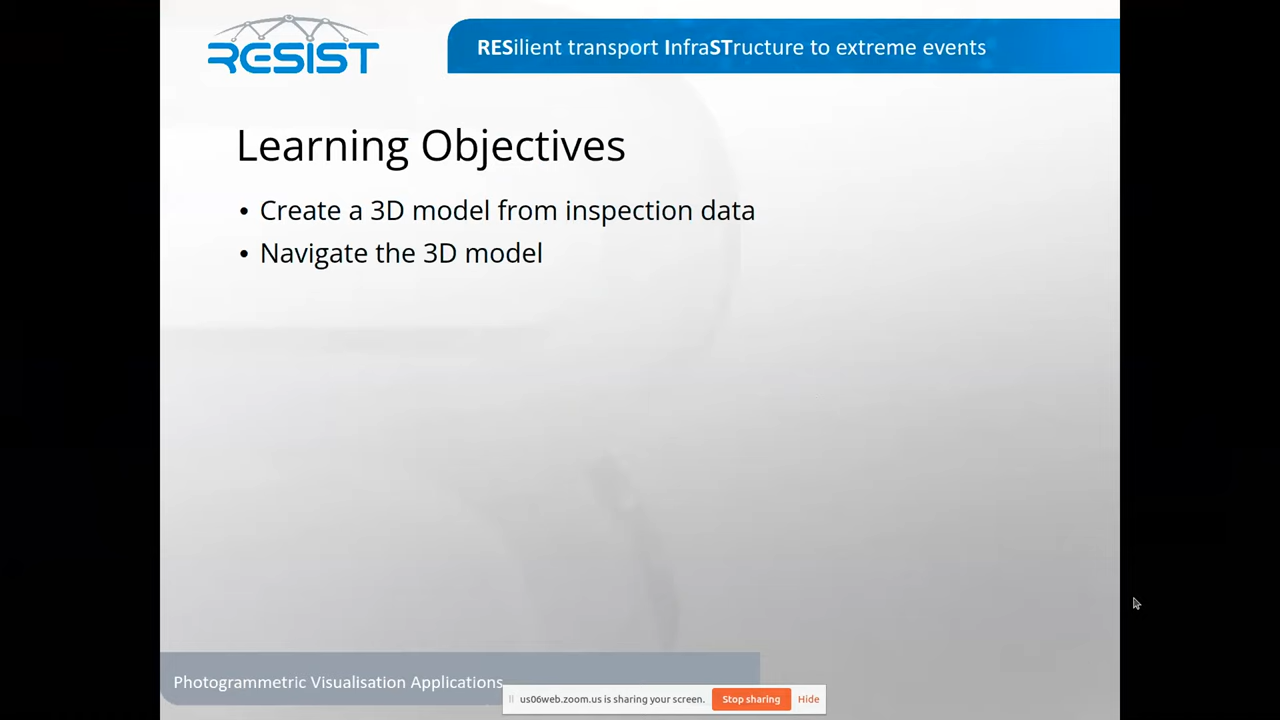 RESIST
RESilient transport InfraSTructure to extreme events
Learning Objectives
• Create a 3D model from inspection data
• Navigate the 3D model
Photogrammetric Visualisation Applications
us06web.zoom.us is sharing your screen.
Stop sharing
Hide